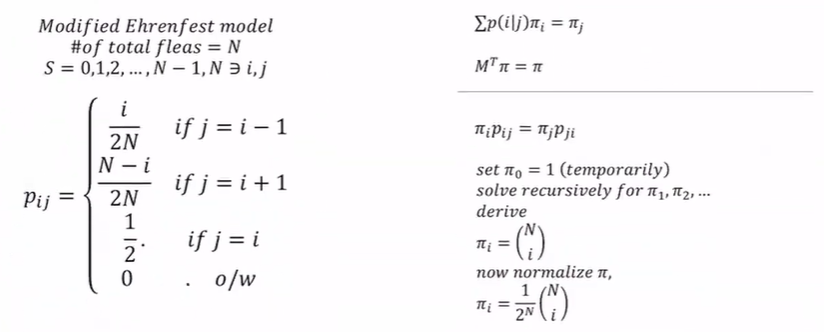 Modified Ehrenfest model
#of total fleas = N
S = 0,1,2, ..., N − 1, N ∋ i, j
p_ij = {
i/2N if j = i − 1
N − i/2N if j = i + 1
1/2. if j = i
0 . o/w
∑p(i|j)π_i = π_j
M^T π = π
π_i p_ij = π_j p_ji
set π_0 = 1 (temporarily)
solve recursively for π_1, π_2, ...
derive
π_i = (N i)
now normalize π,
π_i = 1/2^N (N i)